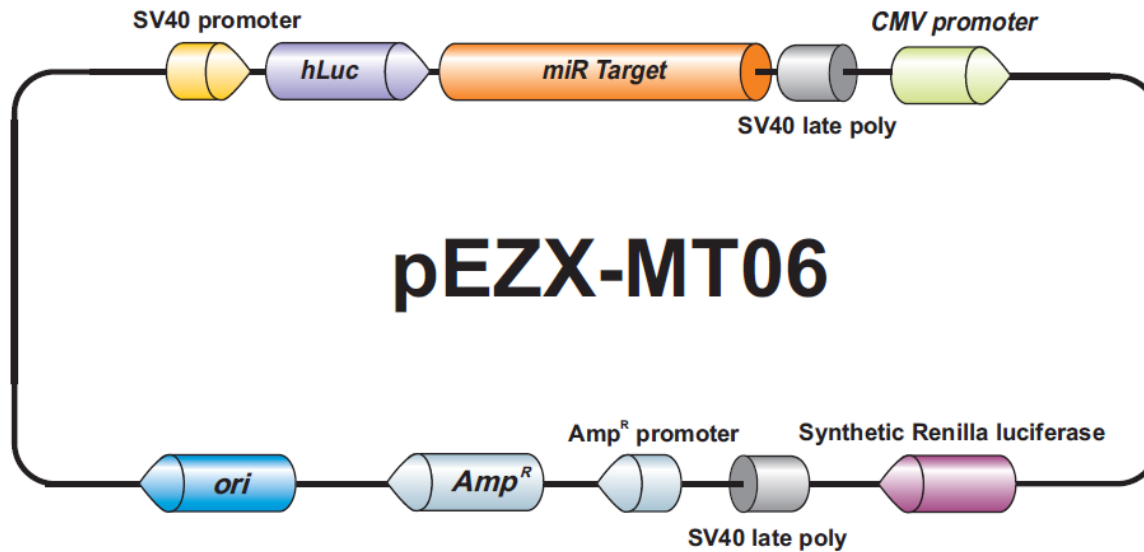 SV40 promoter
CMV promoter
hLuc
miR Target
SV40 late poly
pEZX-MT06
Amp^R promoter
Synthetic Renilla luciferase
ori
Amp^R
SV40 late poly